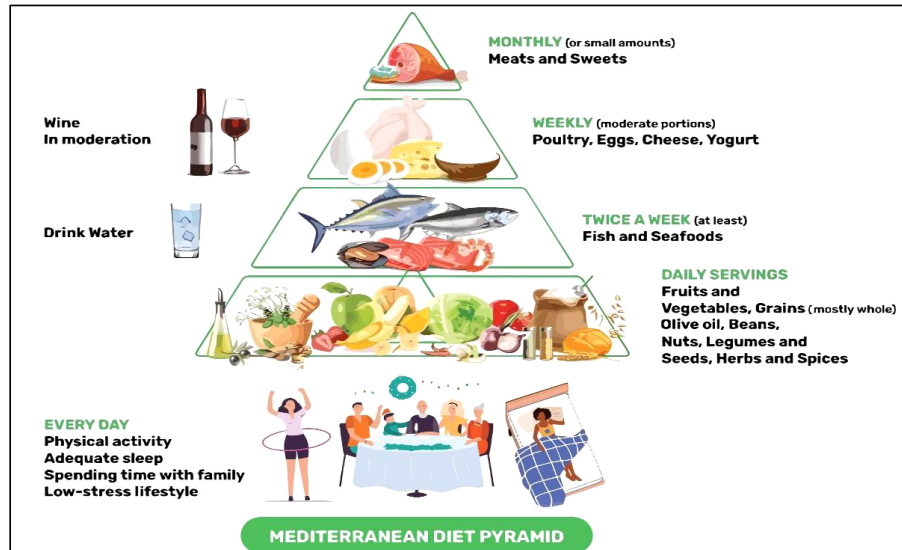 MONTHLY (or small amounts)
Meats and Sweets
Wine
In moderation
WEEKLY (moderate portions)
Poultry, Eggs, Cheese, Yogurt
Drink Water
TWICE A WEEK (at least)
Fish and Seafoods
DAILY SERVINGS
Fruits and
Vegetables, Grains (mostly whole)
Olive oil, Beans,
Nuts, Legumes and
Seeds, Herbs and Spices
EVERY DAY
Physical activity
Adequate sleep
Spending time with family
Low-stress lifestyle
MEDITERRANEAN DIET PYRAMID